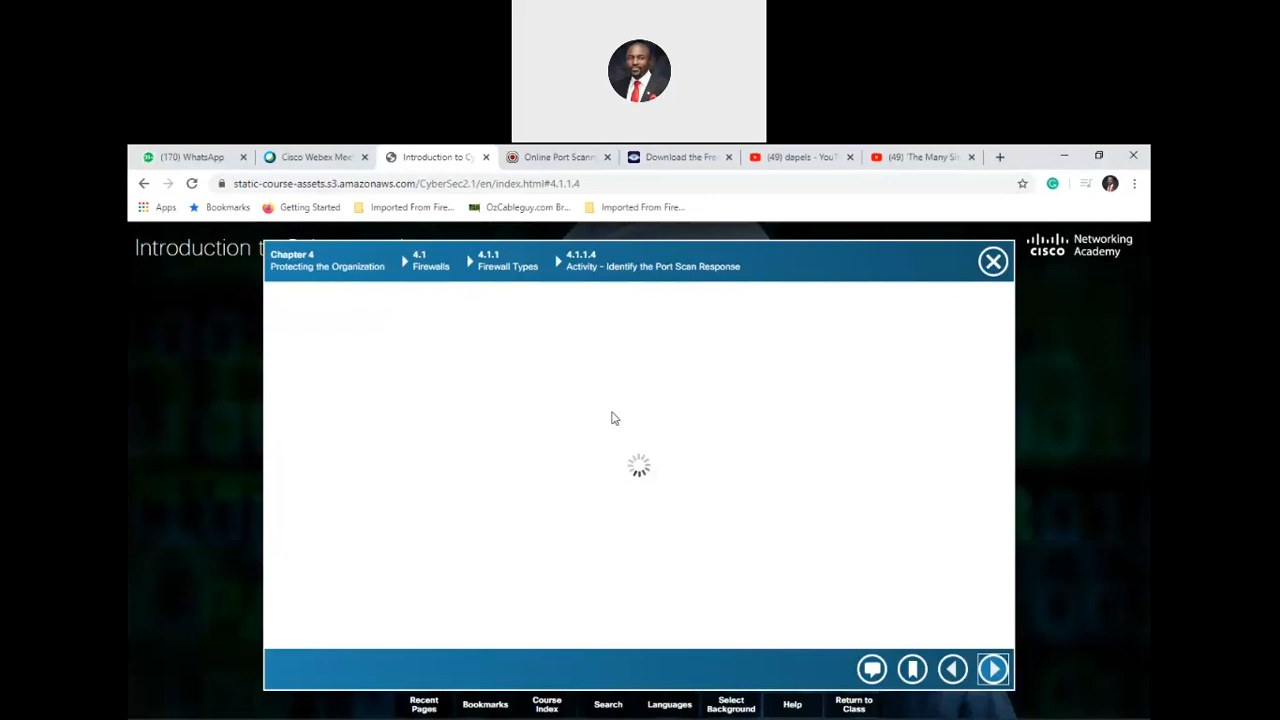 (170) WhatsApp
Cisco Webex Mee
Introduction to C
Online Port Scann
Download the Fre
(49) dapels - YouT
(49) 'The Many Si
static-course-assets.s3.amazonaws.com/CyberSec2.1/en/index.html#4.1.1.4
Apps
Bookmarks
Getting Started
Imported From Fire...
OzCableguy.com Br...
Imported From Fire...
Introduction t
CISCO
Networking
Academy
Chapter 4
Protecting the Organization
4.1
Firewalls
4.1.1
Firewall Types
4.1.1.4
Activity - Identify the Port Scan Response
Recent
Pages
Bookmarks
Course
Index
Search
Languages
Select
Background
Help
Return to
Class